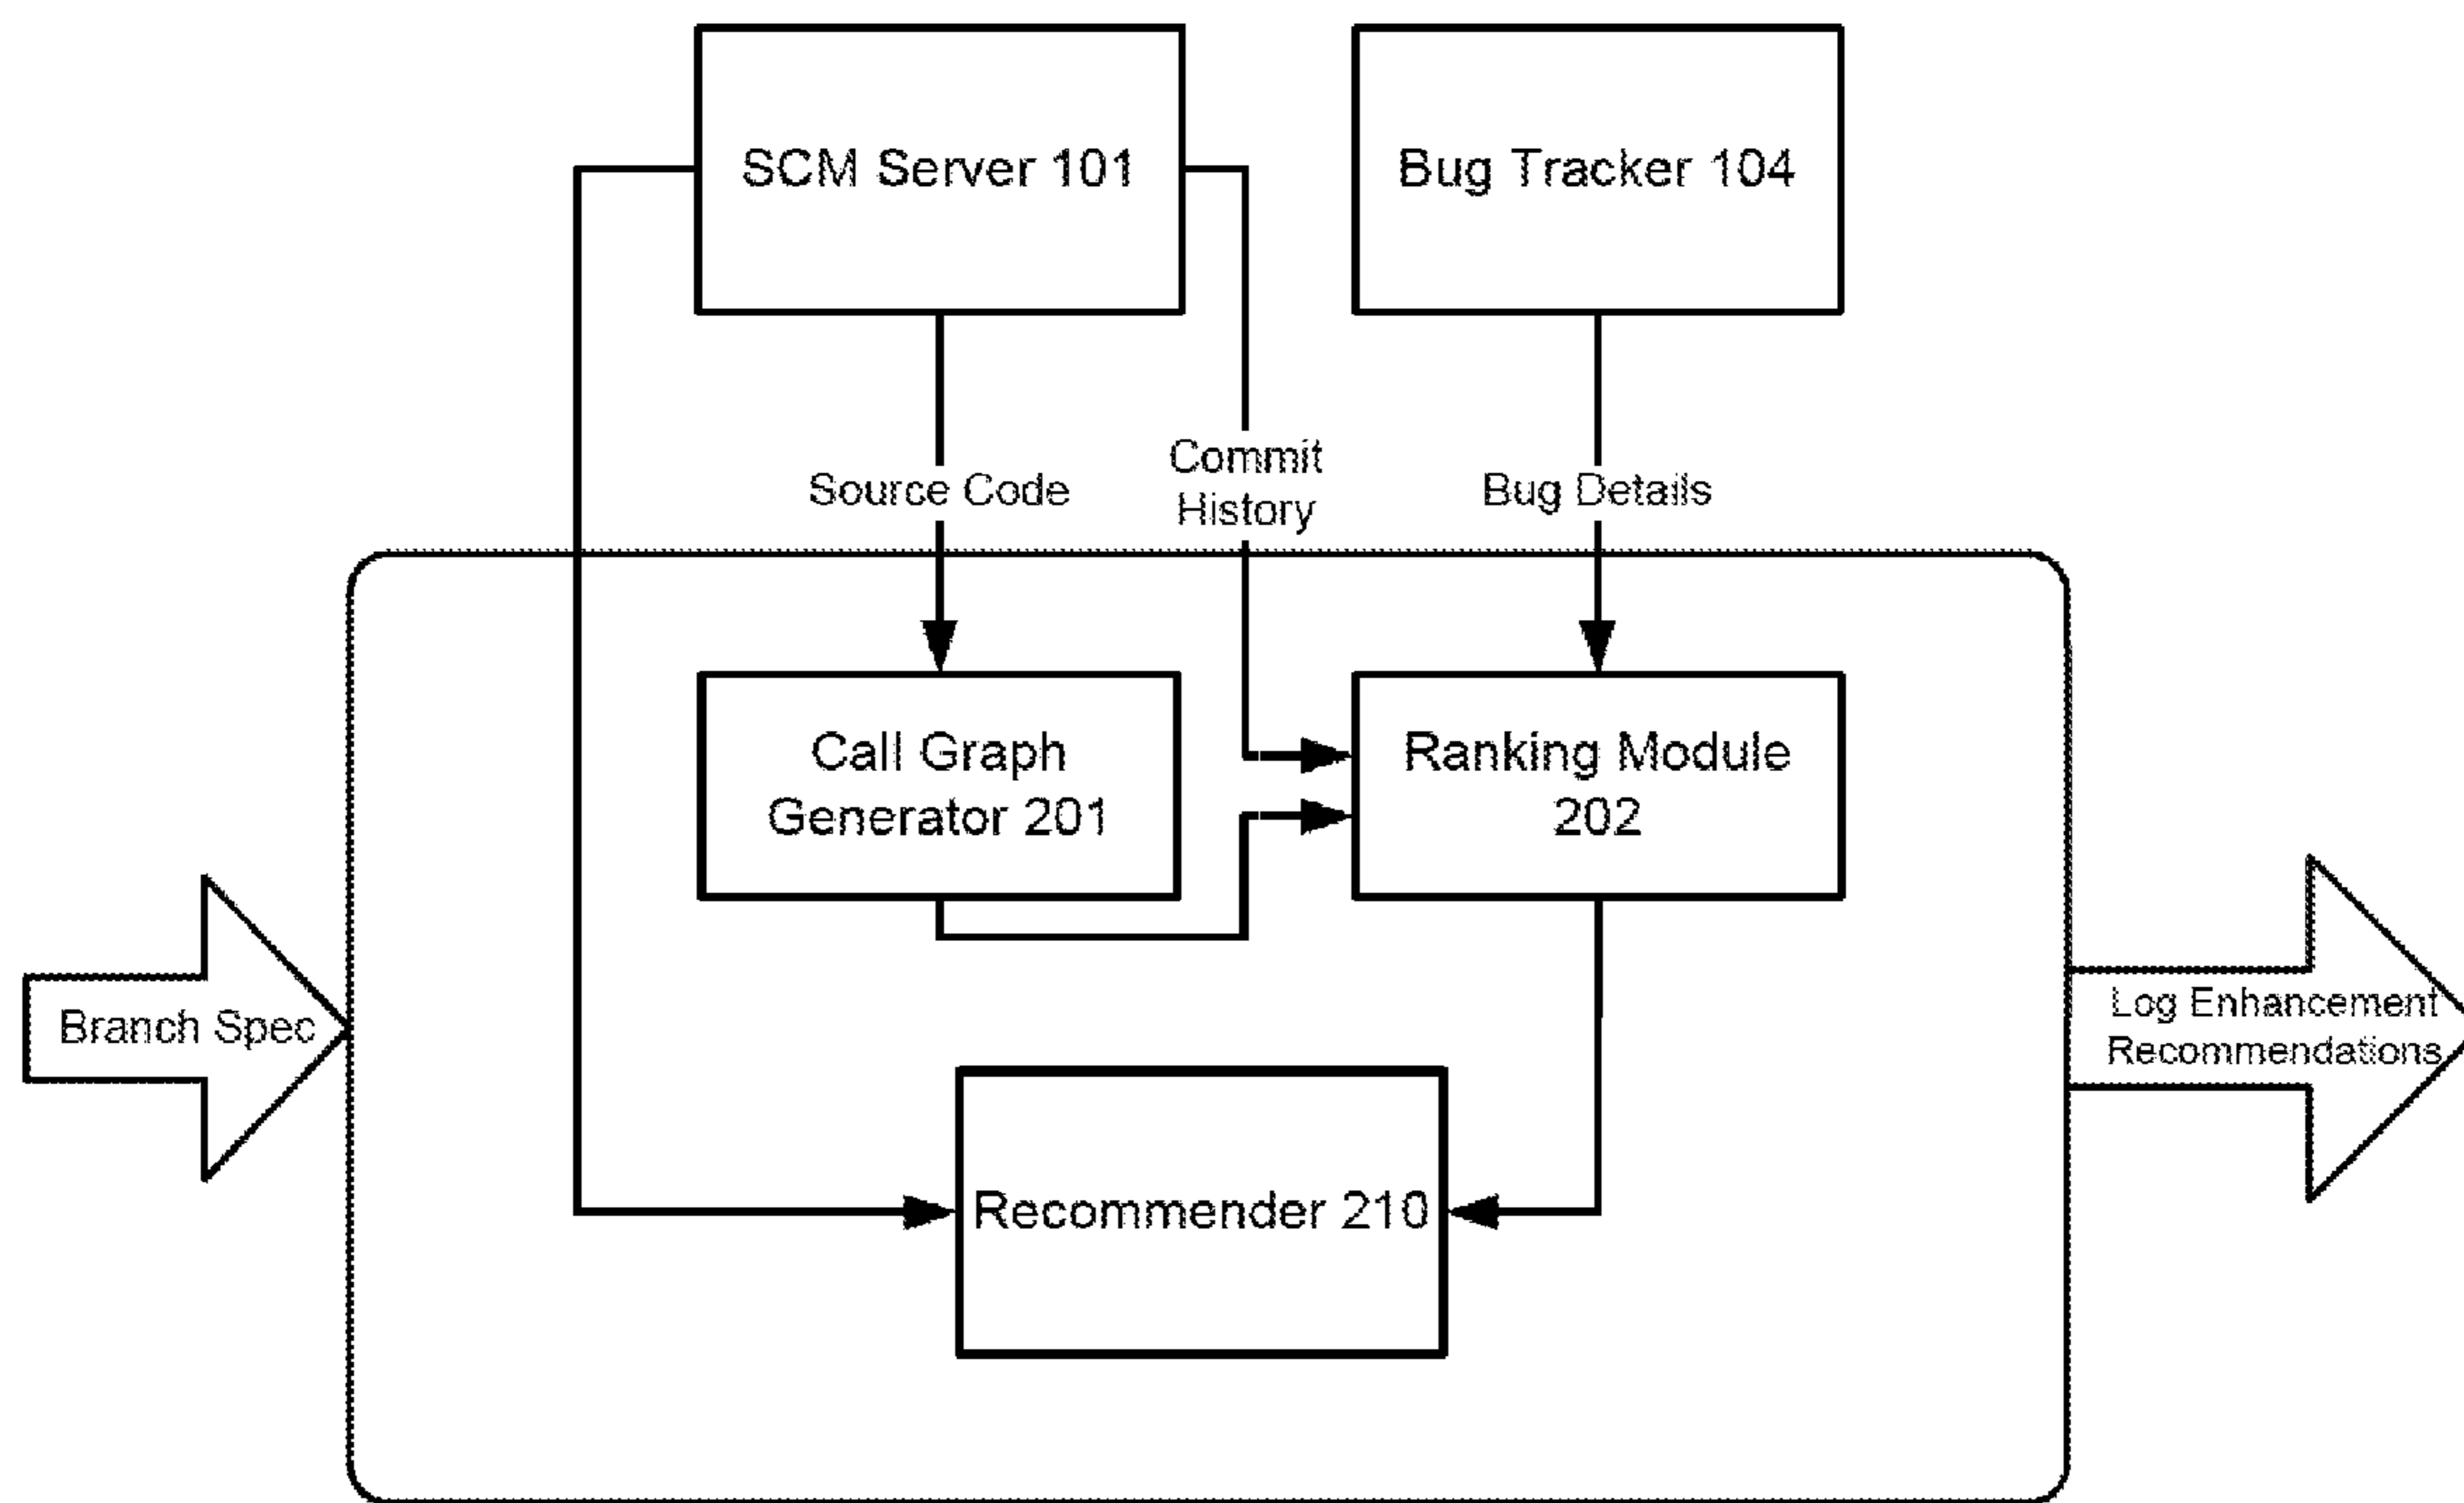 SCM Server 101
Bug Tracker 104
Source Code
Commit
History
Bug Details
Call Graph
Generator 201
Ranking Module
202
Branch Spec
Log Enhancement
Recommendations
Recommender 210